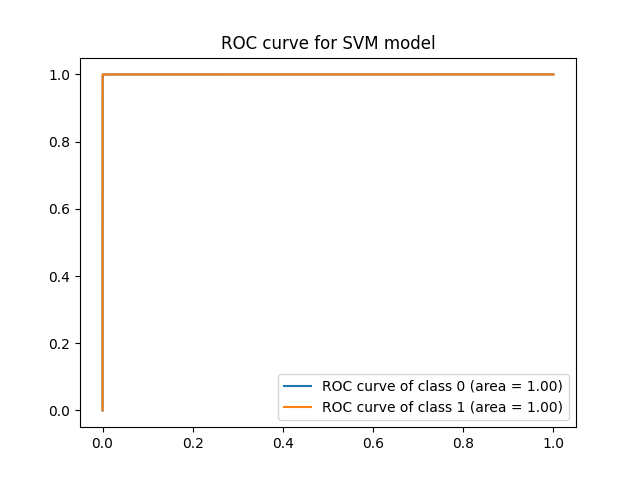 ROC curve for SVM model
1.0
0.8
0.6
0.4
0.2
0.0
ROC curve of class 0 (area = 1.00)
ROC curve of class 1 (area = 1.00)
0.0 0.2 0.4 0.6 0.8 1.0